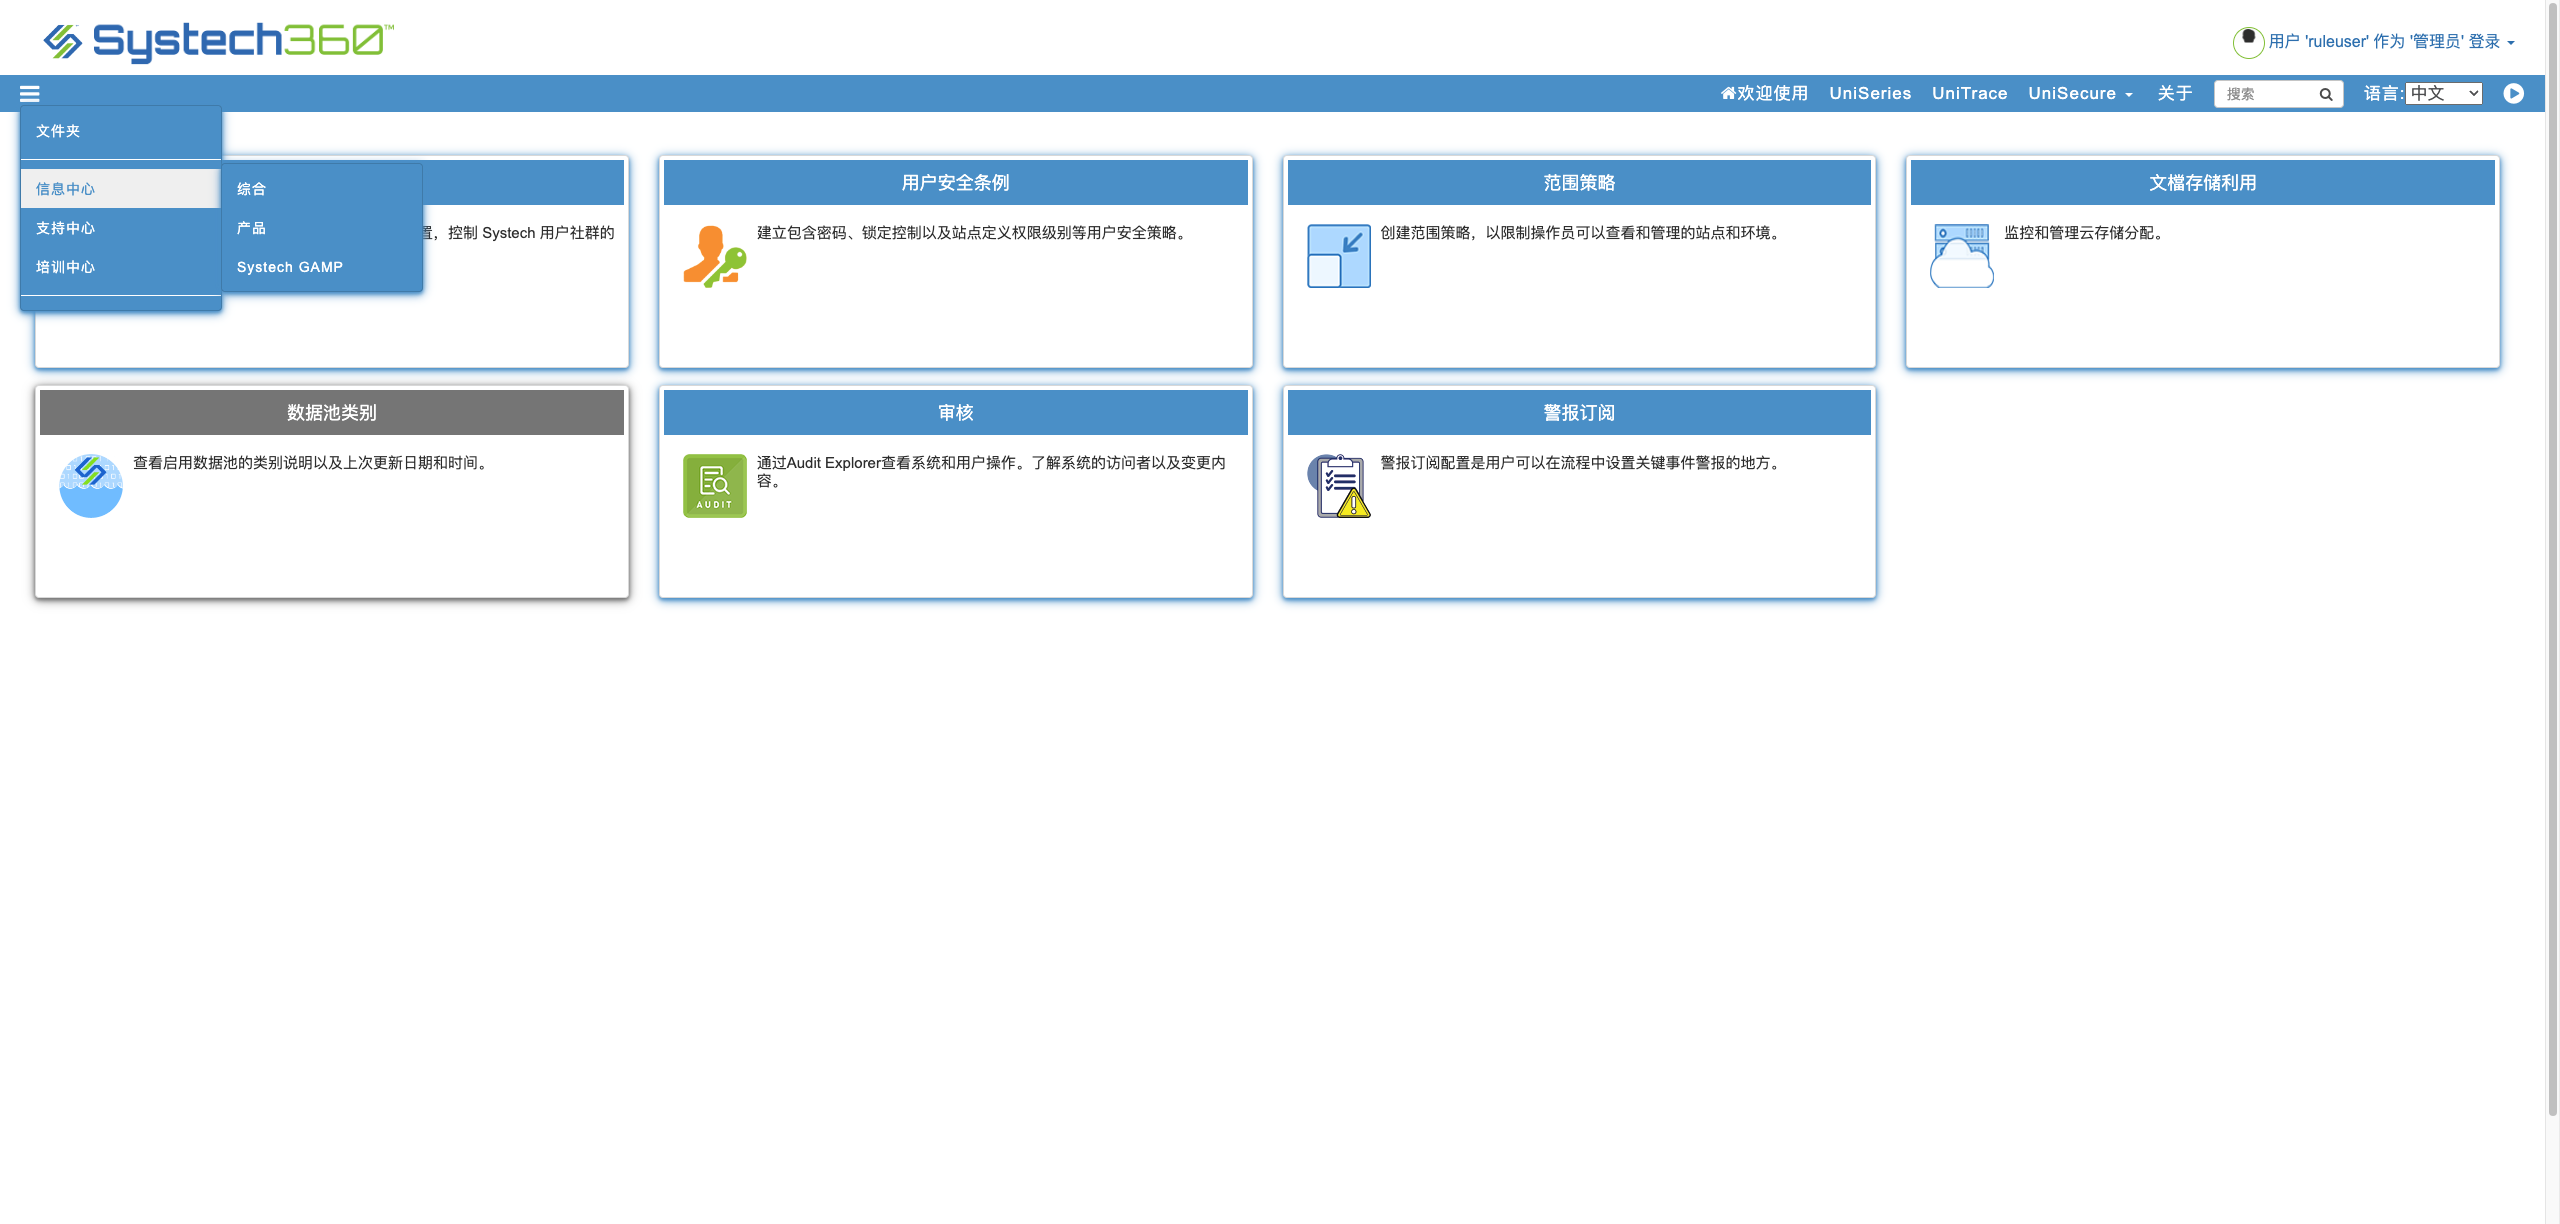 Systech360™
用户 'ruleuser' 作为 '管理员' 登录
欢迎使用 UniSeries UniTrace UniSecure 关于 搜索 语言: 中文
文件夹
信息中心
支持中心
培训中心
综合
产品
Systech GAMP
置，控制 Systech 用户社群的
用户安全条例
建立包含密码、锁定控制以及站点定义权限级别等用户安全策略。
范围策略
创建范围策略，以限制操作员可以查看和管理的站点和环境。
文檔存储利用
监控和管理云存储分配。
数据池类别
查看启用数据池的类别说明以及上次更新日期和时间。
审核
AUDIT
通过Audit Explorer查看系统和用户操作。了解系统的访问者以及变更内
容。
警报订阅
警报订阅配置是用户可以在流程中设置关键事件警报的地方。